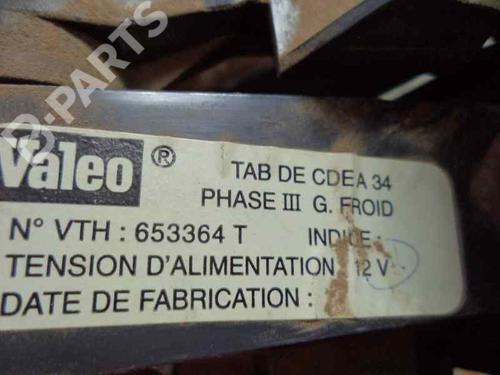 B-PARTS
Valeo ®
TAB DE CDEA 34
PHASE III G. FROID
N° VTH : 653364 T INDICE :
TENSION D'ALIMENTATION 12 V
DATE DE FABRICATION :